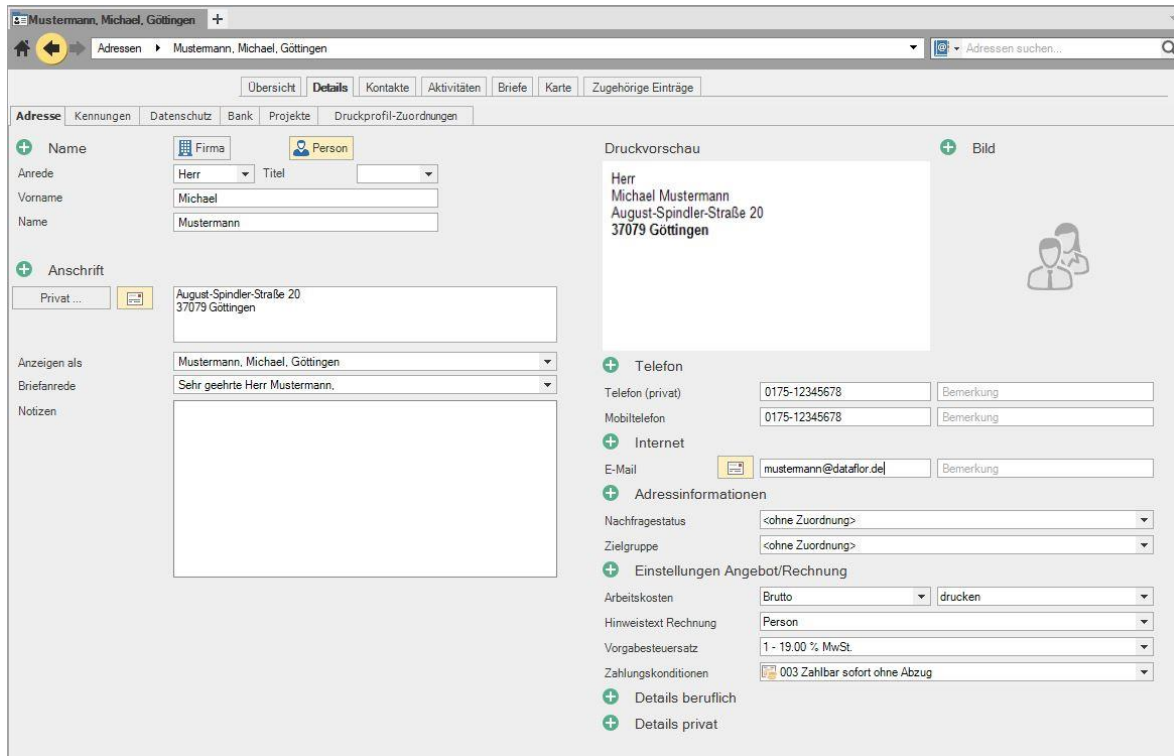 Mustermann, Michael, Göttingen +
Adressen Mustermann, Michael, Göttingen Adressen suchen...
Übersicht Details Kontakte Aktivitäten Briefe Karte Zugehörige Einträge
Adresse Kennungen Datenschutz Bank Projekte Druckprofil-Zuordnungen
Name Firma Person
Anrede Herr Titel
Vorname Michael
Name Mustermann
Anschrift
Privat ... August-Spindler-Straße 20
37079 Göttingen
Anzeigen als Mustermann, Michael, Göttingen
Briefanrede Sehr geehrte Herr Mustermann,
Notizen
Druckvorschau Bild
Herr
Michael Mustermann
August-Spindler-Straße 20
37079 Göttingen
Telefon
Telefon (privat) 0175-12345678 Bemerkung
Mobiltelefon 0175-12345678 Bemerkung
Internet
E-Mail mustermann@dataflor.de Bemerkung
Adressinformationen
Nachfragestatus <ohne Zuordnung>
Zielgruppe <ohne Zuordnung>
Einstellungen Angebot/Rechnung
Arbeitskosten Brutto drucken
Hinweistext Rechnung Person
Vorgabesteuersatz 1 - 19.00 % MwSt.
Zahlungskonditionen 003 Zahlbar sofort ohne Abzug
Details beruflich
Details privat